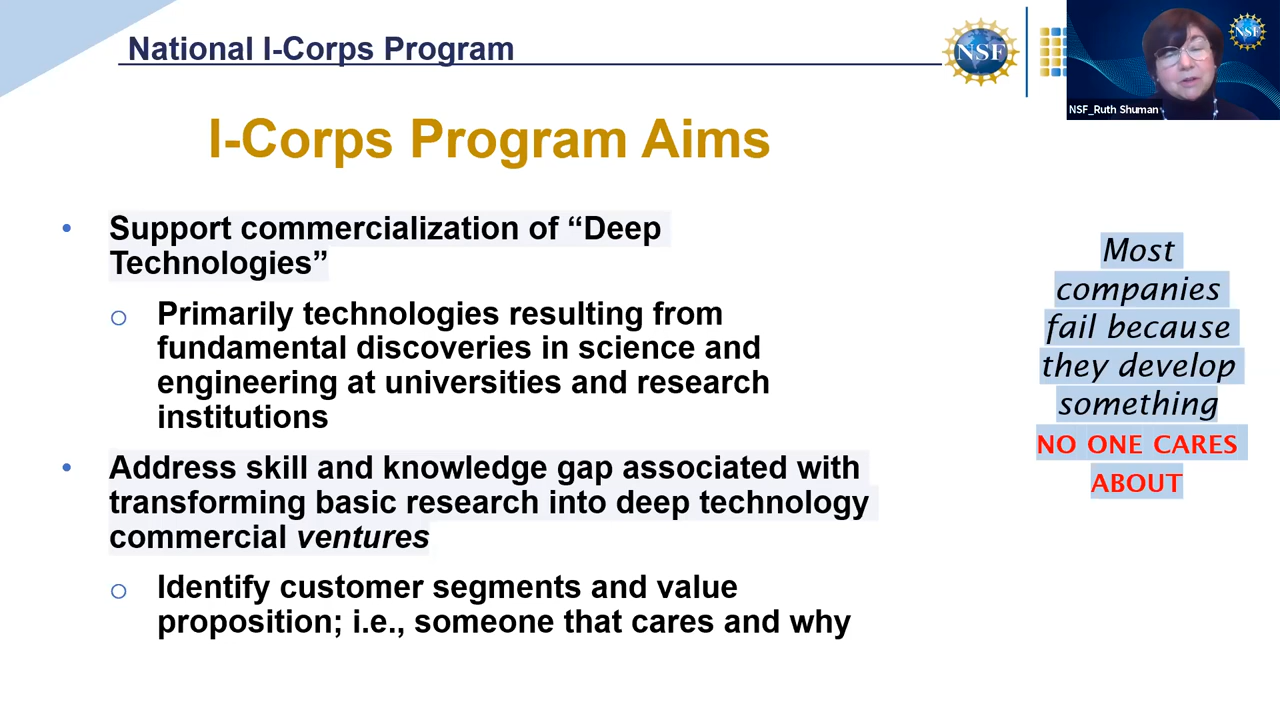 National I-Corps Program
NSF
NSF
NSF_Ruth Shuman
I-Corps Program Aims
• Support commercialization of “Deep
Technologies”
o Primarily technologies resulting from
fundamental discoveries in science and
engineering at universities and research
institutions
• Address skill and knowledge gap associated with
transforming basic research into deep technology
commercial ventures
o Identify customer segments and value
proposition; i.e., someone that cares and why
Most
companies
fail because
they develop
something
NO ONE CARES
ABOUT